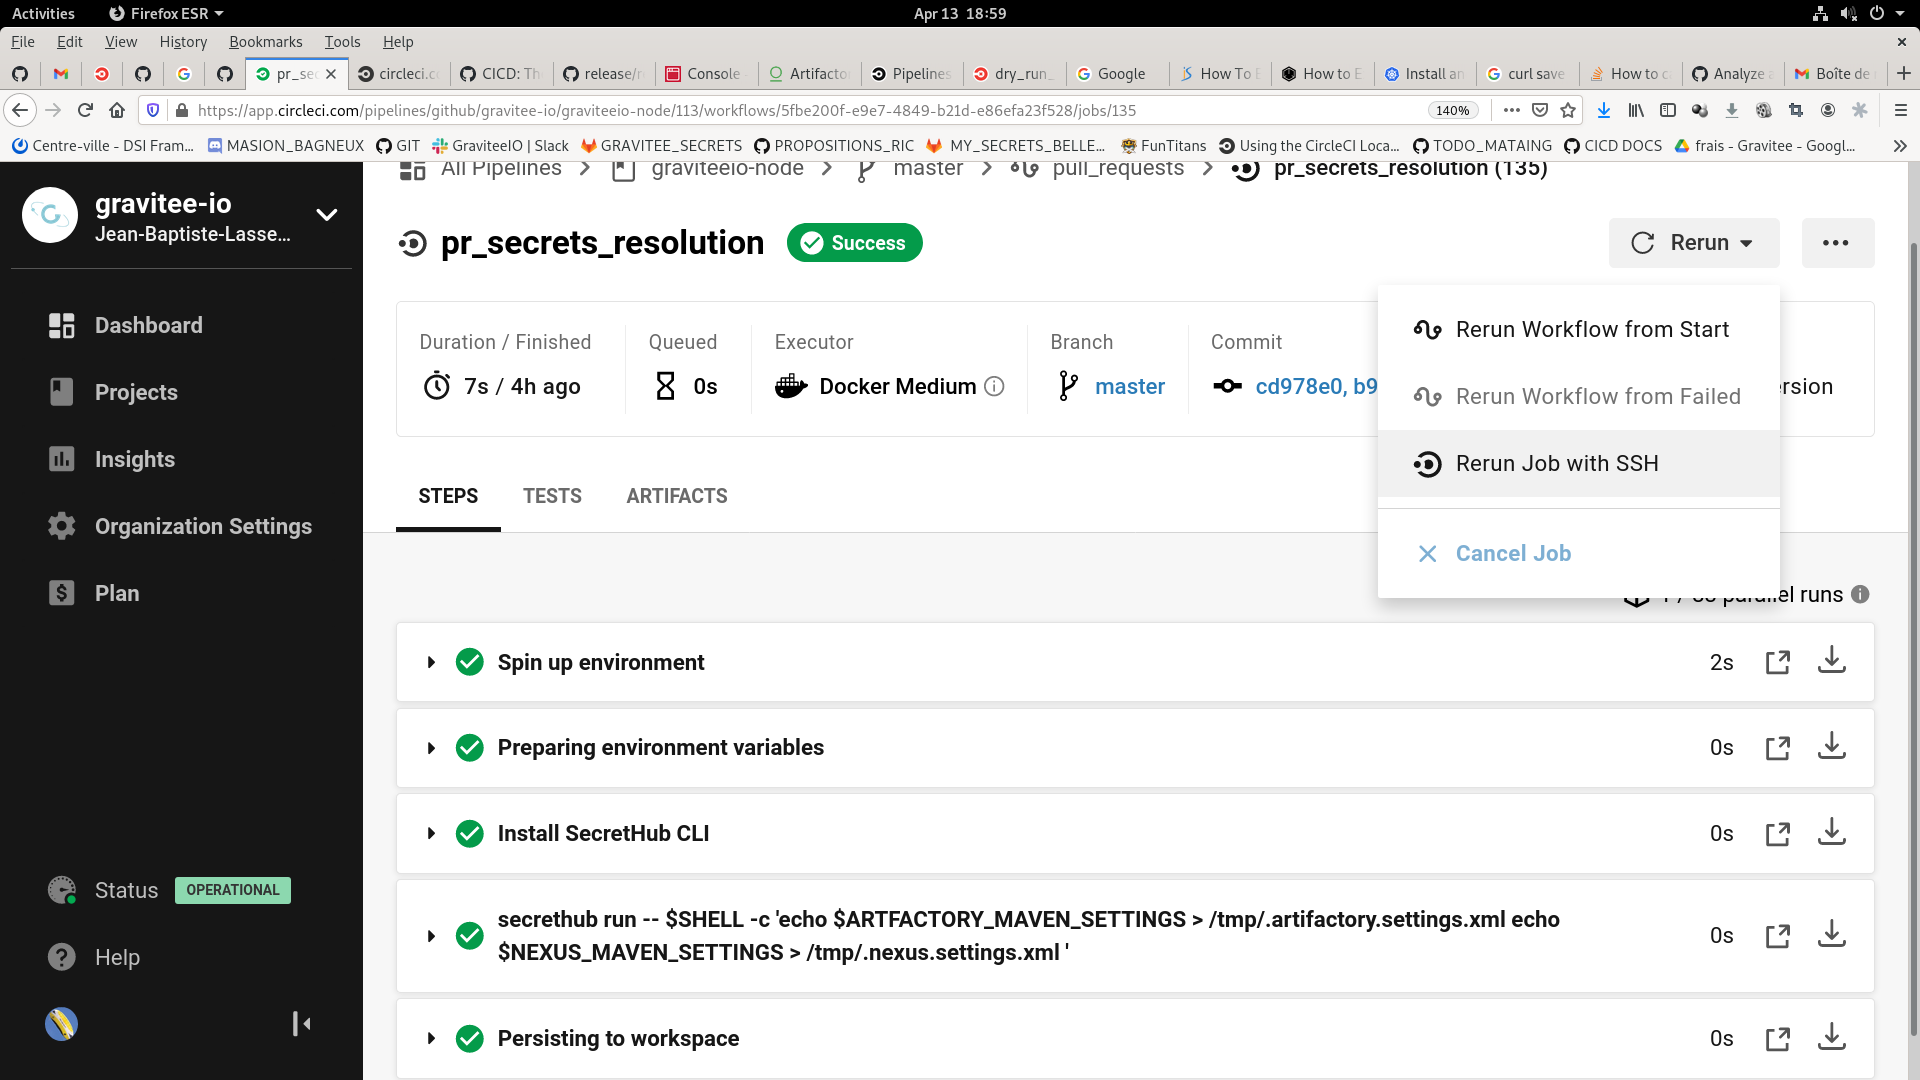 Activities
Firefox ESR
Apr 13 18:59
File Edit View History Bookmarks Tools Help
pr_sec
circleci.c
CICD: Th
release/r
Console
Artifacto
Pipelines
dry_run_
Google
How To E
How to E
Install an
curl save
How to c
Analyze a
Boîte de
https://app.circleci.com/pipelines/github/gravitee-io/graviteeio-node/113/workflows/5fbe200f-e9e7-4849-b21d-e86efa23f528/jobs/135
140%
Centre-ville - DSI Fram...
MASION_BAGNEUX
GIT
GraviteeIO | Slack
GRAVITEE_SECRETS
PROPOSITIONS_RIC
MY_SECRETS_BELLE...
FunTitans
Using the CircleCI Loca...
TODO_MATAING
CICD DOCS
frais - Gravitee - Googl...
All Pipelines
graviteeio-node
master
pull_requests
pr_secrets_resolution (135)
gravitee-io
Jean-Baptiste-Lasse...
Dashboard
Projects
Insights
Organization Settings
Plan
Status OPERATIONAL
Help
pr_secrets_resolution
Success
Rerun
Duration / Finished
7s / 4h ago
Queued
0s
Executor
Docker Medium
Branch
master
Commit
cd978e0, b9
rsion
Rerun Workflow from Start
Rerun Workflow from Failed
Rerun Job with SSH
Cancel Job
STEPS TESTS ARTIFACTS
parallel runs
Spin up environment 2s
Preparing environment variables 0s
Install SecretHub CLI 0s
secrethub run -- $SHELL -c 'echo $ARTFACTORY_MAVEN_SETTINGS > /tmp/.artifactory.settings.xml echo
$NEXUS_MAVEN_SETTINGS > /tmp/.nexus.settings.xml '
0s
Persisting to workspace 0s